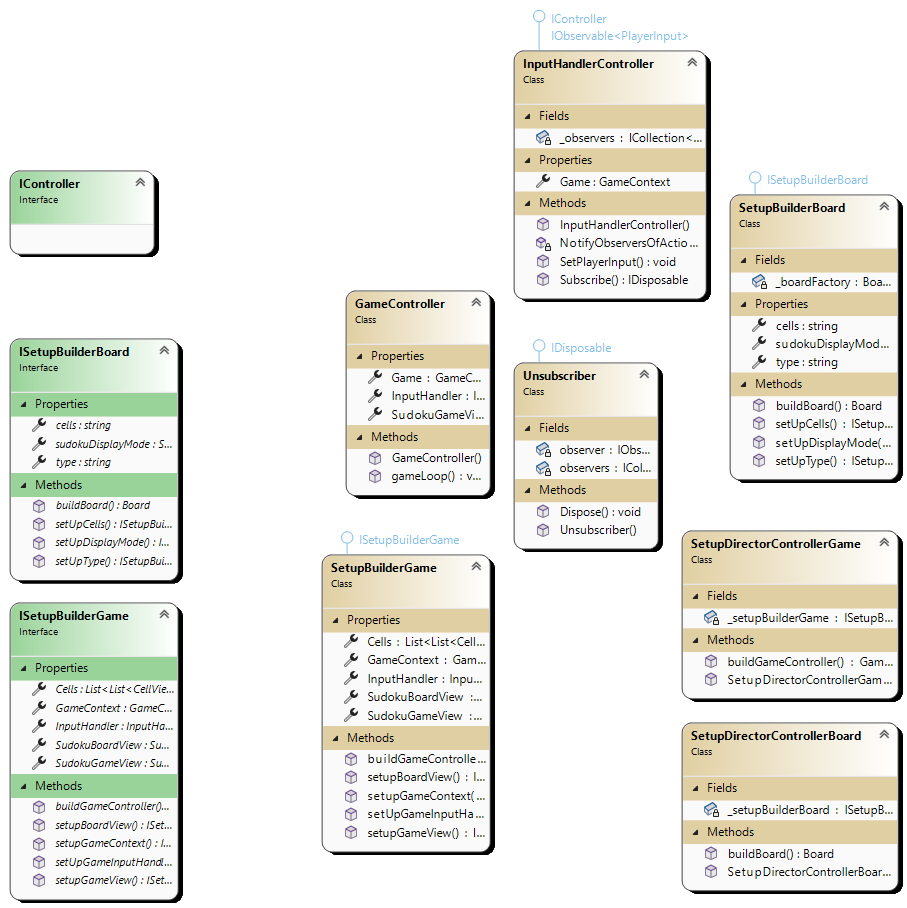 IController
Interface
ISetupBuilderBoard
Interface
Properties
cells : string
sudokuDisplayMode : S...
type : string
Methods
buildBoard() : Board
setUpCells() : ISetupBui...
setUpDisplayMode() : I...
setUpType() : ISetupBui...
ISetupBuilderGame
Interface
Properties
Cells : List<List<CellVie...
GameContext : GameC...
InputHandler : InputHa...
SudokuBoardView : Su...
SudokuGameView : Su...
Methods
buildGameController()...
setupBoardView() : ISet...
setupGameContext() : I...
setUpGameInputHandl...
setupGameView() : ISet...
GameController
Class
Properties
Game : GameC...
InputHandler : I...
SudokuGameVi...
Methods
GameController()
gameLoop() : v...
ISetupBuilderGame
SetupBuilderGame
Class
Properties
Cells : List<List<Cell...
GameContext : Gam...
InputHandler : Inpu...
SudokuBoardView :...
SudokuGameView :...
Methods
buildGameControlle...
setupBoardView() : I...
setupGameContext( ...
setUpGameInputHa...
setupGameView() : I...
IController
IObservable<PlayerInput>
InputHandlerController
Class
Fields
_observers : ICollection<...
Properties
Game : GameContext
Methods
InputHandlerController()
NotifyObserversOfActio...
SetPlayerInput() : void
Subscribe() : IDisposable
IDisposable
Unsubscriber
Class
Fields
observer : IObs...
observers : ICol...
Methods
Dispose() : void
Unsubscriber()
ISetupBuilderBoard
SetupBuilderBoard
Class
Fields
_boardFactory : Boa...
Properties
cells : string
sudokuDisplayMod...
type : string
Methods
buildBoard() : Board
setUpCells() : ISetup...
setUpDisplayMode(...
setUpType() : ISetup...
SetupDirectorControllerGame
Class
Fields
_setupBuilderGame : ISetupB...
Methods
buildGameController() : Gam...
SetupDirectorControllerGam...
SetupDirectorControllerBoard
Class
Fields
_setupBuilderBoard : ISetupB...
Methods
buildBoard() : Board
SetupDirectorControllerBoar...